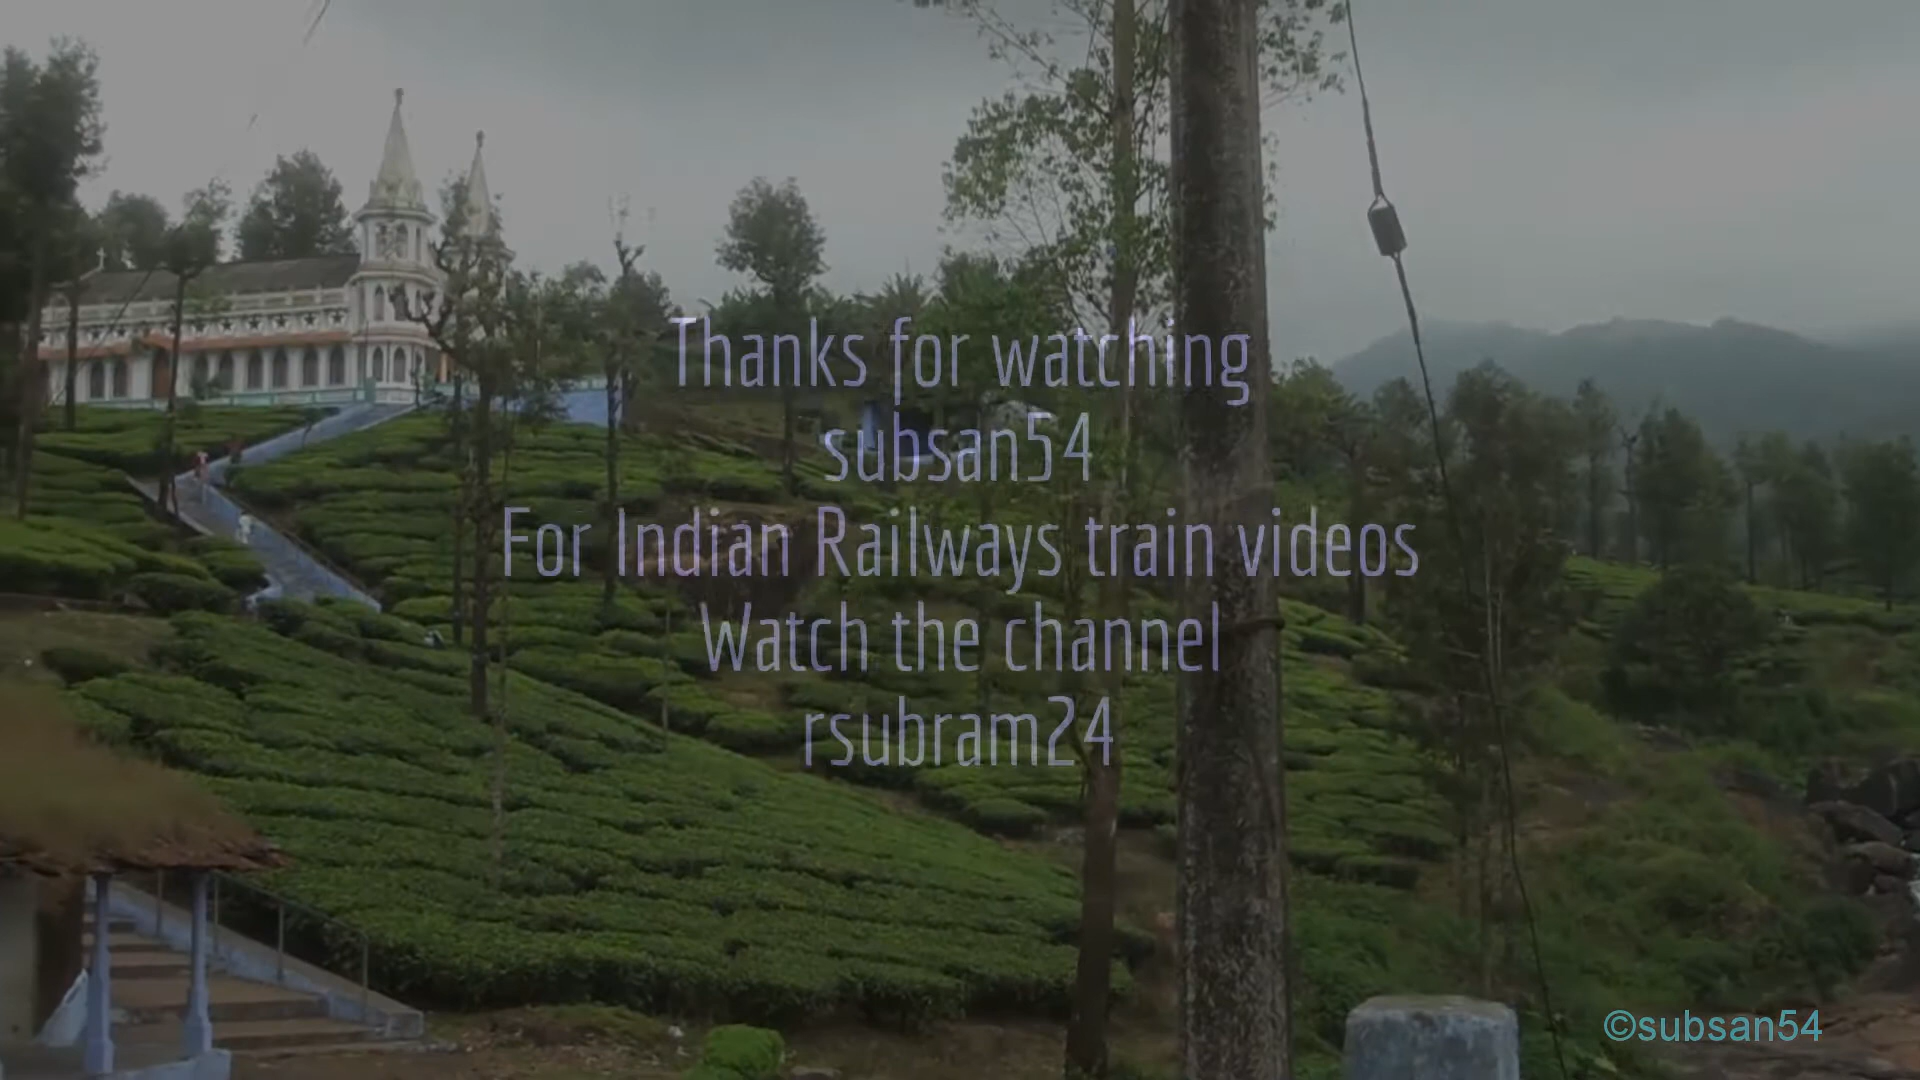 Thanks for watching
subsan54
For Indian Railways train videos
Watch the channel
rsubram24
©subsan54